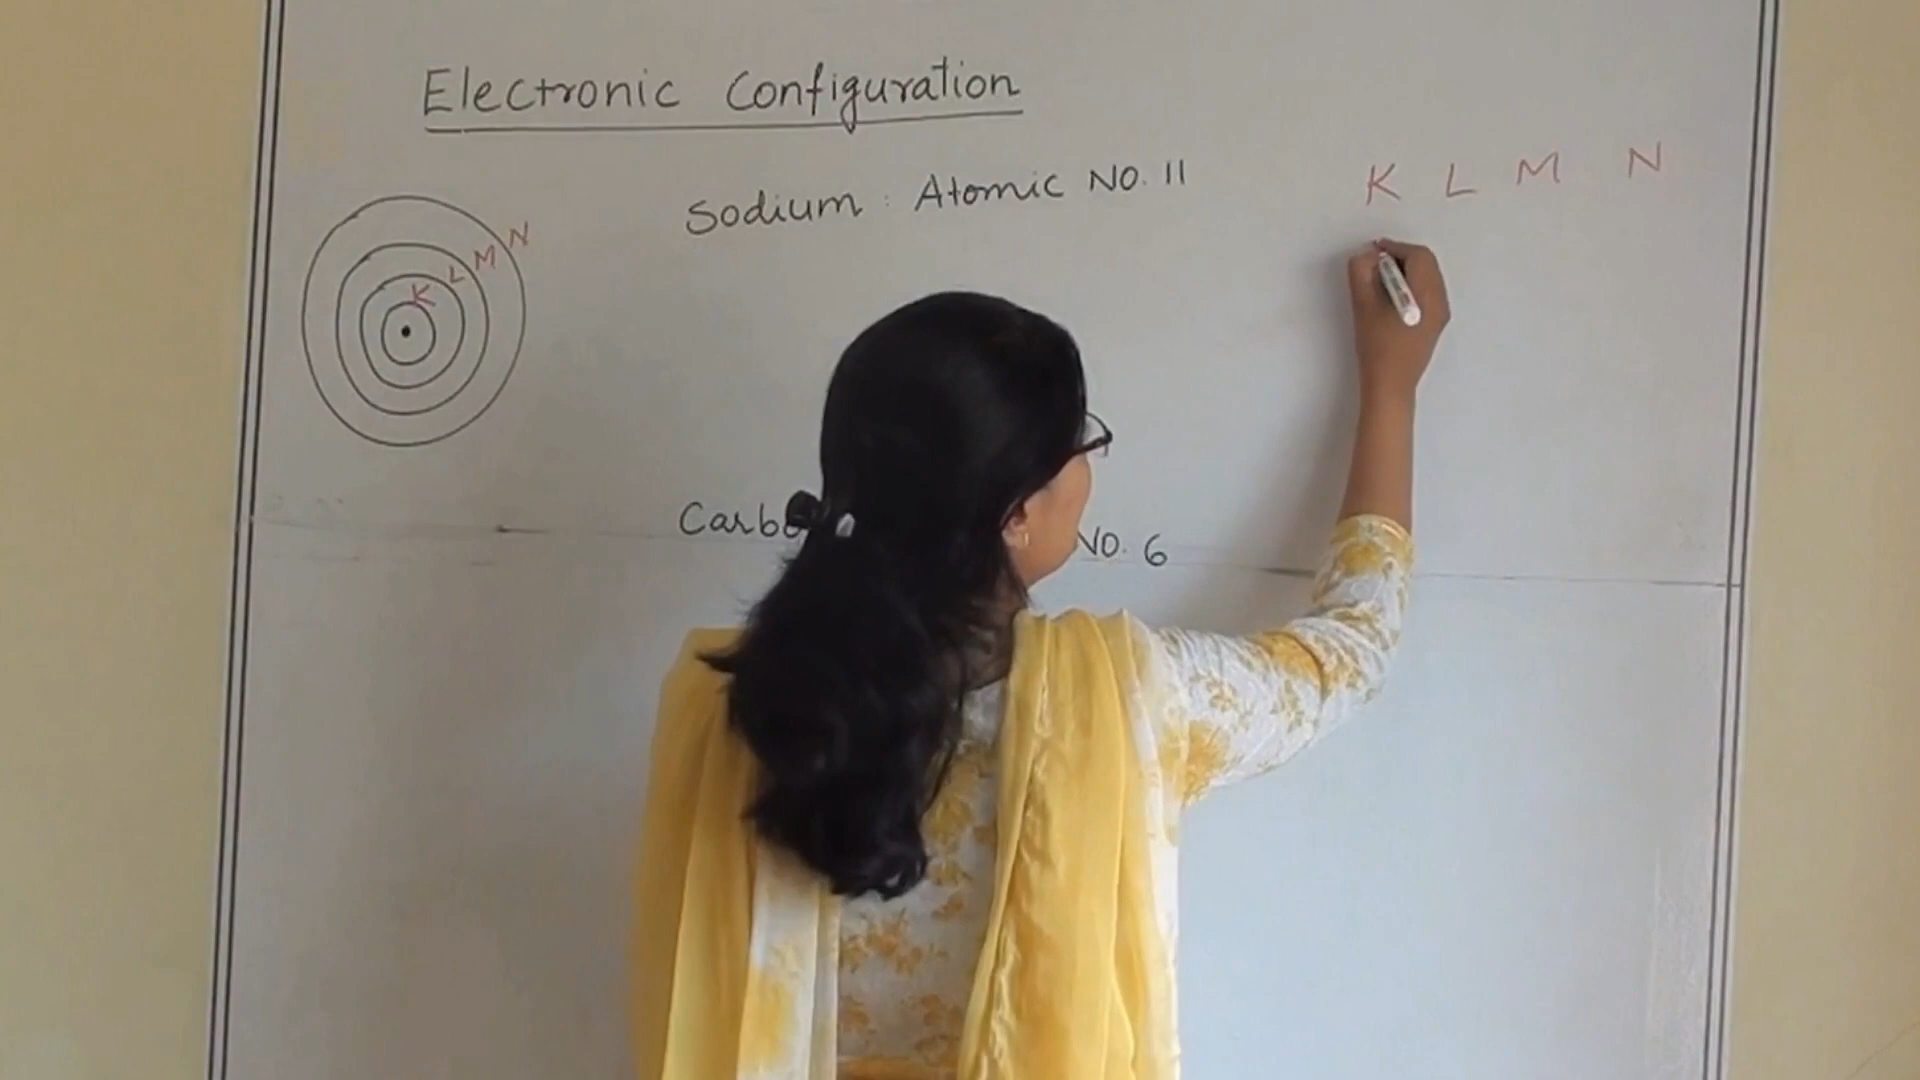 Electronic Configuration
Sodium : Atomic No. 11
K L M N
K L M N
No. 6